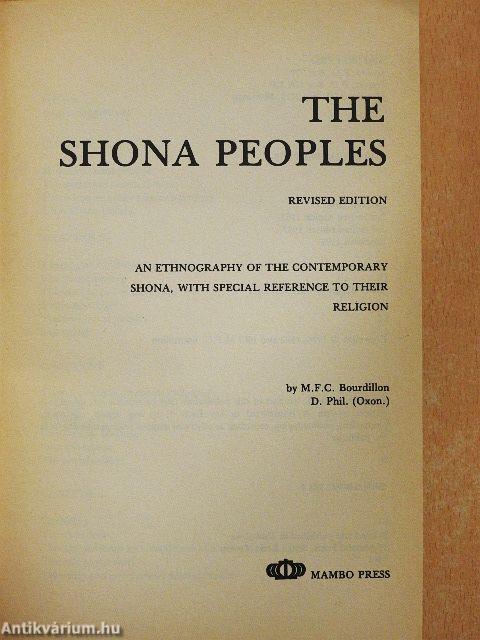 THE
SHONA PEOPLES
REVISED EDITION
AN ETHNOGRAPHY OF THE CONTEMPORARY
SHONA, WITH SPECIAL REFERENCE TO THEIR
RELIGION
by M.F.C. Bourdillon
D. Phil. (Oxon.)
MAMBO PRESS
Antikvárium.hu